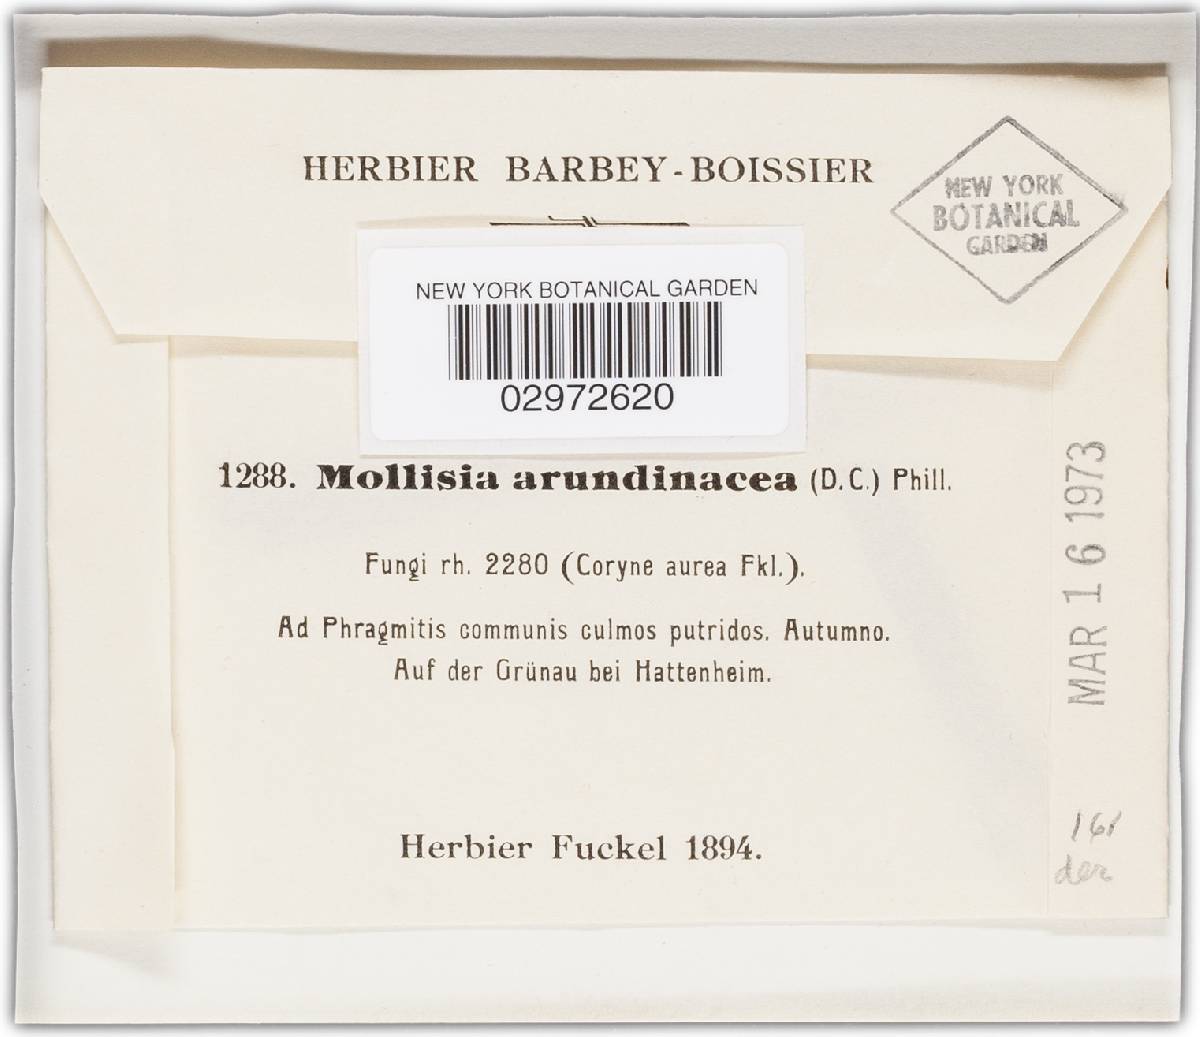 HERBIER BARBEY-BOISSIER
NEW YORK
BOTANICAL
GARDEN
NEW YORK BOTANICAL GARDEN
02972620
1288. Mollisia arundinacea (D.C.) Phill.
Fungi rh. 2280 (Coryne aurea Fkl.).
Ad Phragmitis communis culmos putridos. Autumno.
Auf der Grünau bei Hattenheim.
Herbier Fuckel 1894.
MAR 16 1973